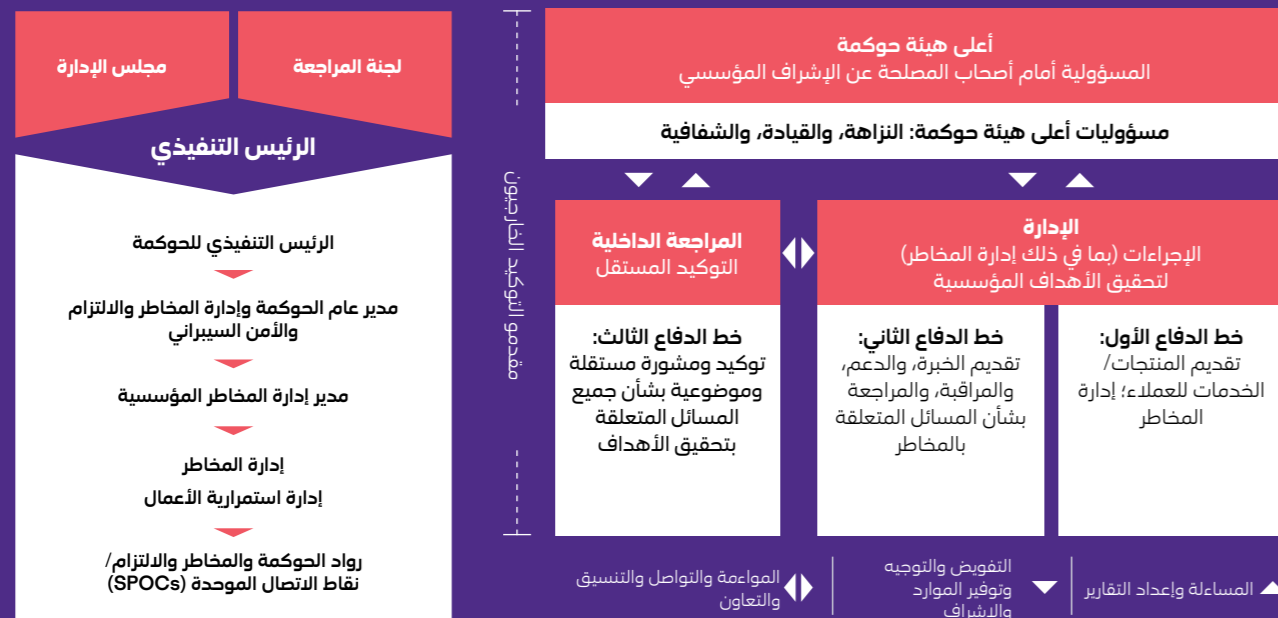 أعلى هيئة حوكمة
المسؤولية أمام أصحاب المصلحة عن الإشراف المؤسسي
مسؤوليات أعلى هيئة حوكمة: النزاهة، والقيادة، والشفافية
الإدارة
الإجراءات (بما في ذلك إدارة المخاطر)
لتحقيق الأهداف المؤسسية
المراجعة الداخلية
التوكيد المستقل
خط الدفاع الأول:
تقديم المنتجات/
الخدمات للعملاء؛ إدارة
المخاطر
خط الدفاع الثاني:
تقديم الخبرة، والدعم،
والمراقبة، والمراجعة
بشأن المسائل المتعلقة
بالمخاطر
خط الدفاع الثالث:
توكيد ومشورة مستقلة
وموضوعية بشأن جميع
المسائل المتعلقة
بتحقيق الأهداف
المساءلة وإعداد التقارير
التفويض والتوجيه
وتوفير الموارد
والإشراف
المواءمة والتواصل والتنسيق
والتعاون
مقدمو التوكيد الخارجيون
لجنة المراجعة
مجلس الإدارة
الرئيس التنفيذي
الرئيس التنفيذي للحوكمة
مدير عام الحوكمة وإدارة المخاطر والالتزام
والأمن السيبراني
مدير إدارة المخاطر المؤسسية
إدارة المخاطر
إدارة استمرارية الأعمال
رواد الحوكمة والمخاطر والالتزام/
نقاط الاتصال الموحدة (SPOCs)